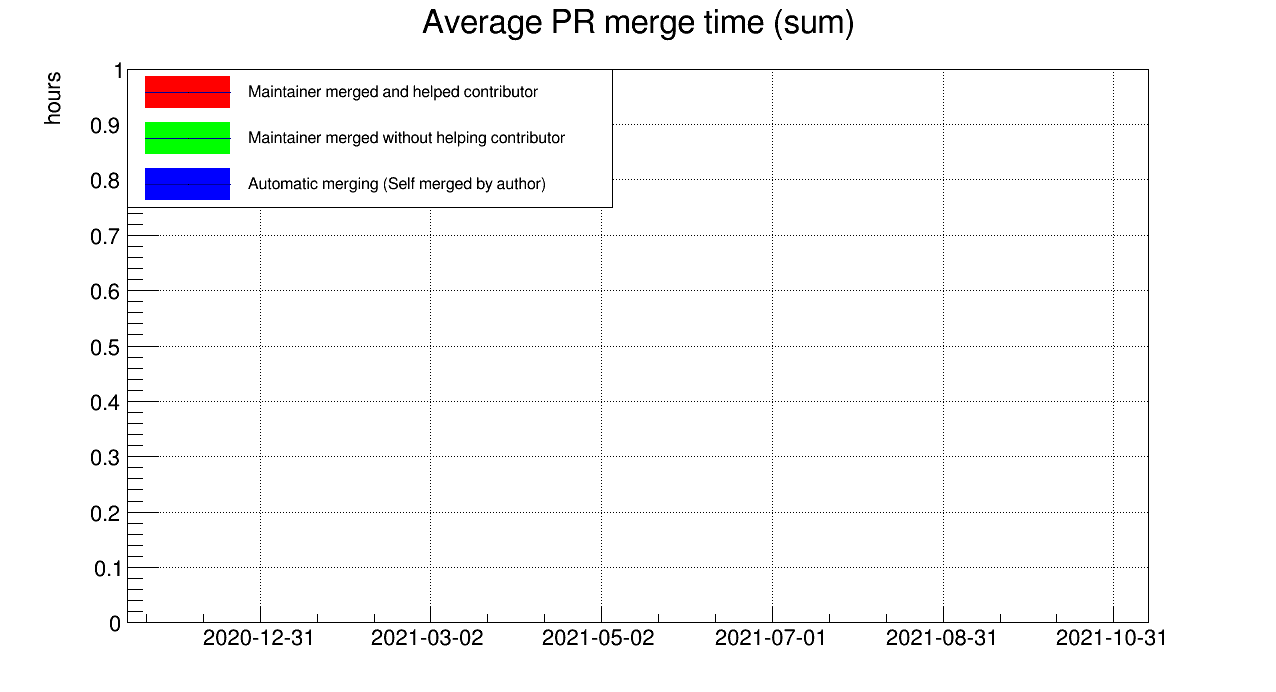 Average PR merge time (sum)
hours
Maintainer merged and helped contributor
Maintainer merged without helping contributor
Automatic merging (Self merged by author)
1
0.9
0.8
0.7
0.6
0.5
0.4
0.3
0.2
0.1
0
2020-12-31 2021-03-02 2021-05-02 2021-07-01 2021-08-31 2021-10-31